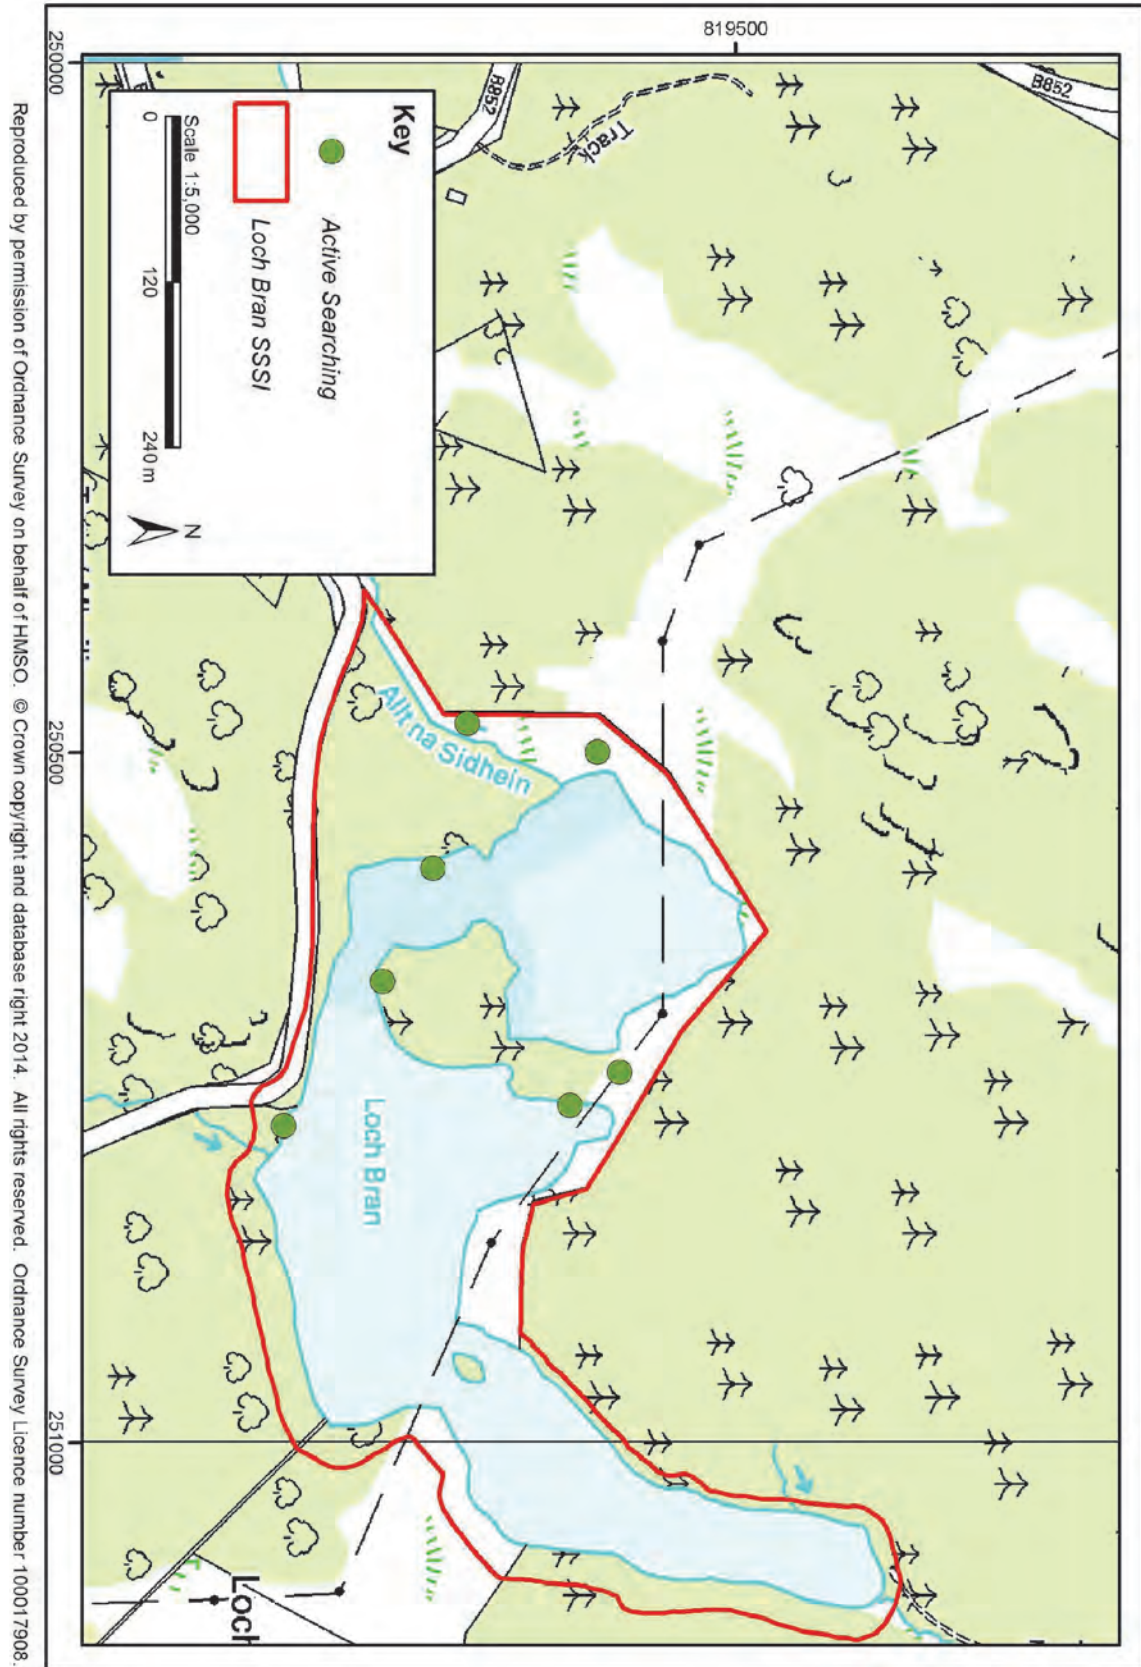 819500
250000
250500
251000
B852
B852
Track
Key
Active Searching
Loch Bran SSSI
Scale 1:5,000
0
120
240 m
N
Allt na Sidhein
Loch Bran
Loch
Reproduced by permission of Ordnance Survey on behalf of HMSO. © Crown copyright and database right 2014. All rights reserved. Ordnance Survey Licence number 100017908.